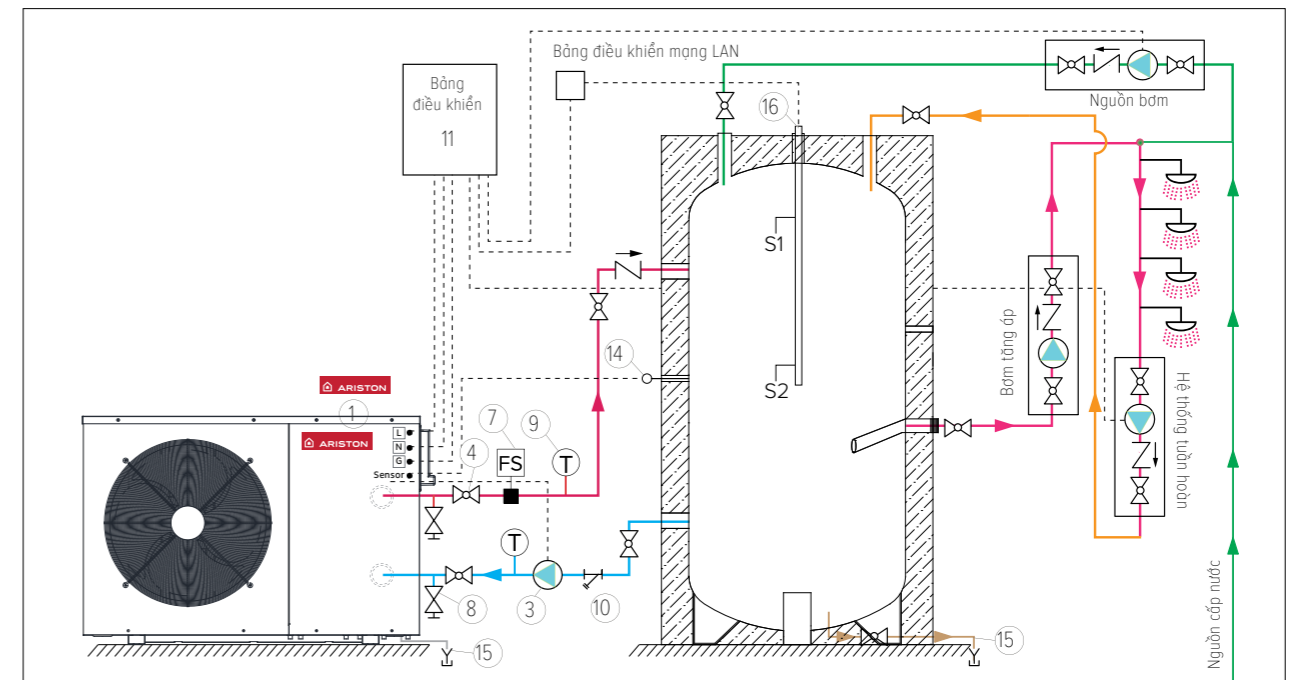 Bảng điều khiển mạng LAN
Bảng
điều khiển
11
Nguồn bơm
16
S1
S2
14
Bơm tăng áp
Hệ thống tuần hoàn
Nguồn cấp nước
ARISTON
1
ARISTON
L
N
G
Sensor
4
7
FS
9
T
T
8
3
10
15
15